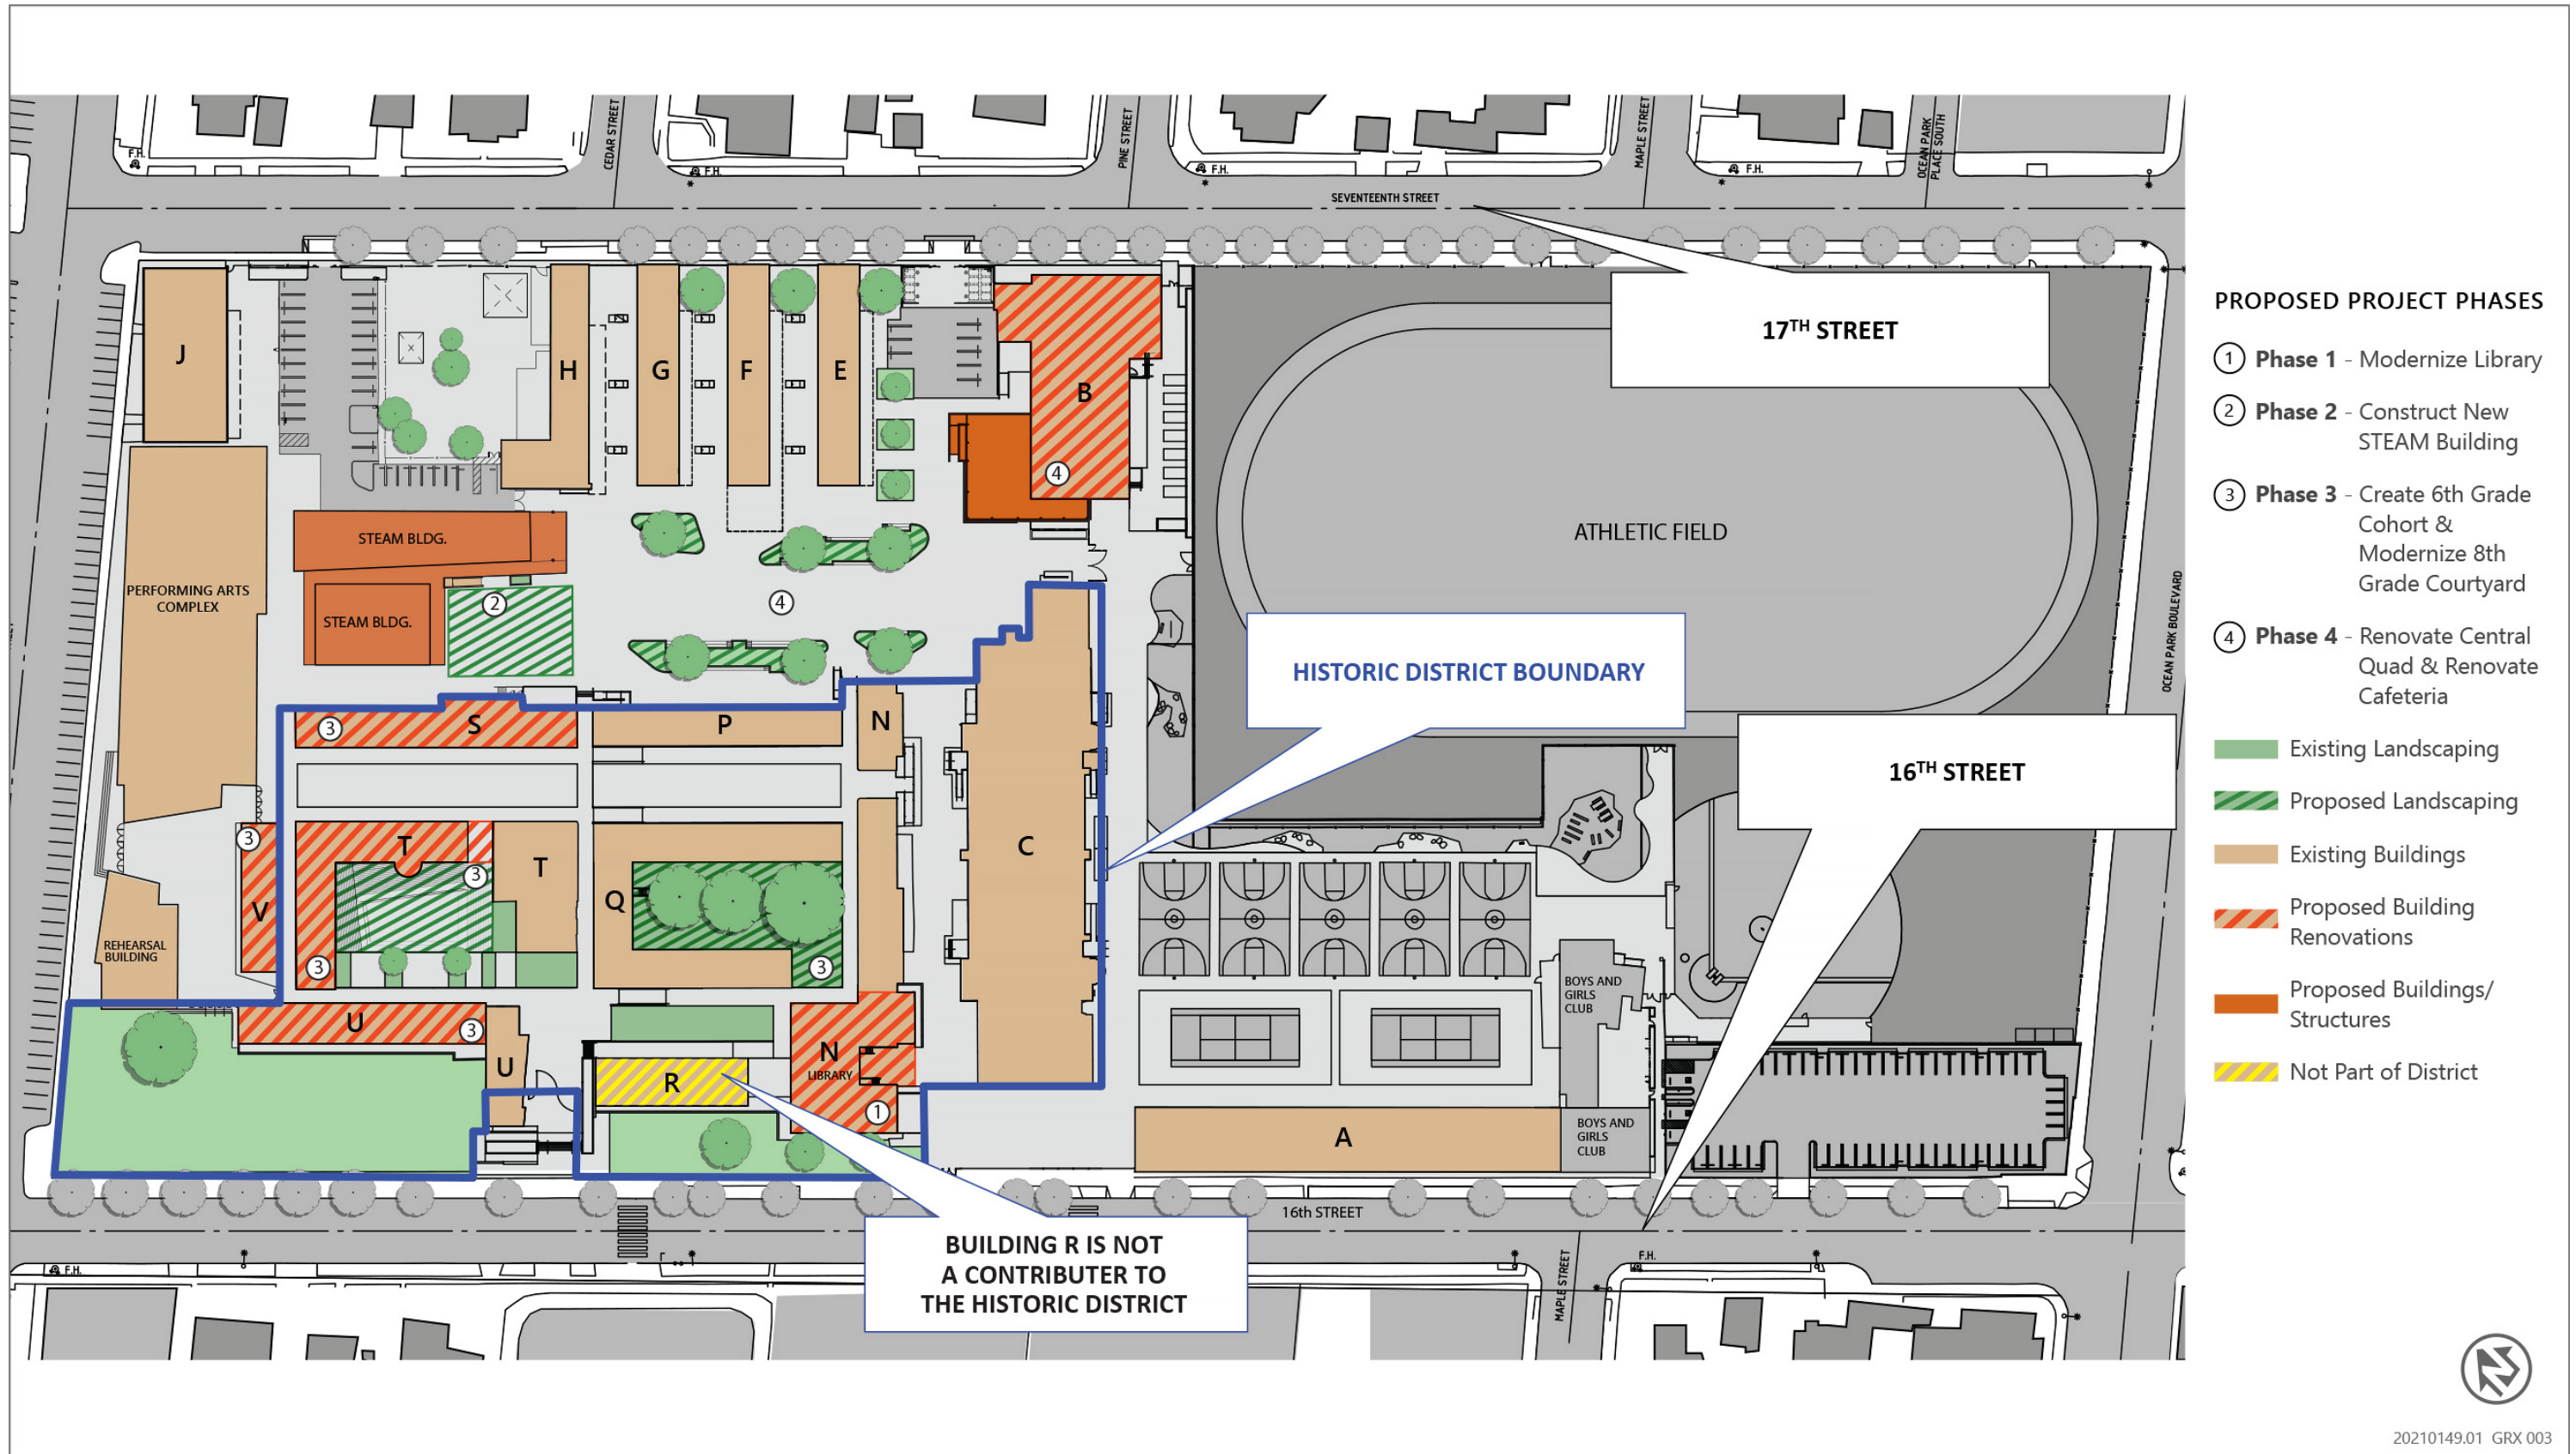 CEDAR STREET
PINE STREET
MAPLE STREET
OCEAN PARK
PLACE SOUTH
F.H.
F.H.
F.H.
F.H.
SEVENTEENTH STREET
17TH STREET
J
H
G
F
E
B
4
ATHLETIC FIELD
STEAM BLDG.
STEAM BLDG.
2
4
PERFORMING ARTS
COMPLEX
HISTORIC DISTRICT BOUNDARY
OCEAN PARK BOULEVARD
16TH STREET
3
S
P
N
3
V
T
3
T
3
Q
3
C
REHEARSAL
BUILDING
U
3
U
R
N
LIBRARY
1
A
BOYS AND
GIRLS
CLUB
BOYS AND
GIRLS
CLUB
16th STREET
BUILDING R IS NOT
A CONTRIBUTER TO
THE HISTORIC DISTRICT
F.H.
MAPLE STREET
F.H.
PROPOSED PROJECT PHASES
1 Phase 1 - Modernize Library
2 Phase 2 - Construct New
STEAM Building
3 Phase 3 - Create 6th Grade
Cohort &
Modernize 8th
Grade Courtyard
4 Phase 4 - Renovate Central
Quad & Renovate
Cafeteria
Existing Landscaping
Proposed Landscaping
Existing Buildings
Proposed Building
Renovations
Proposed Buildings/
Structures
Not Part of District
N
20210149.01 GRX 003